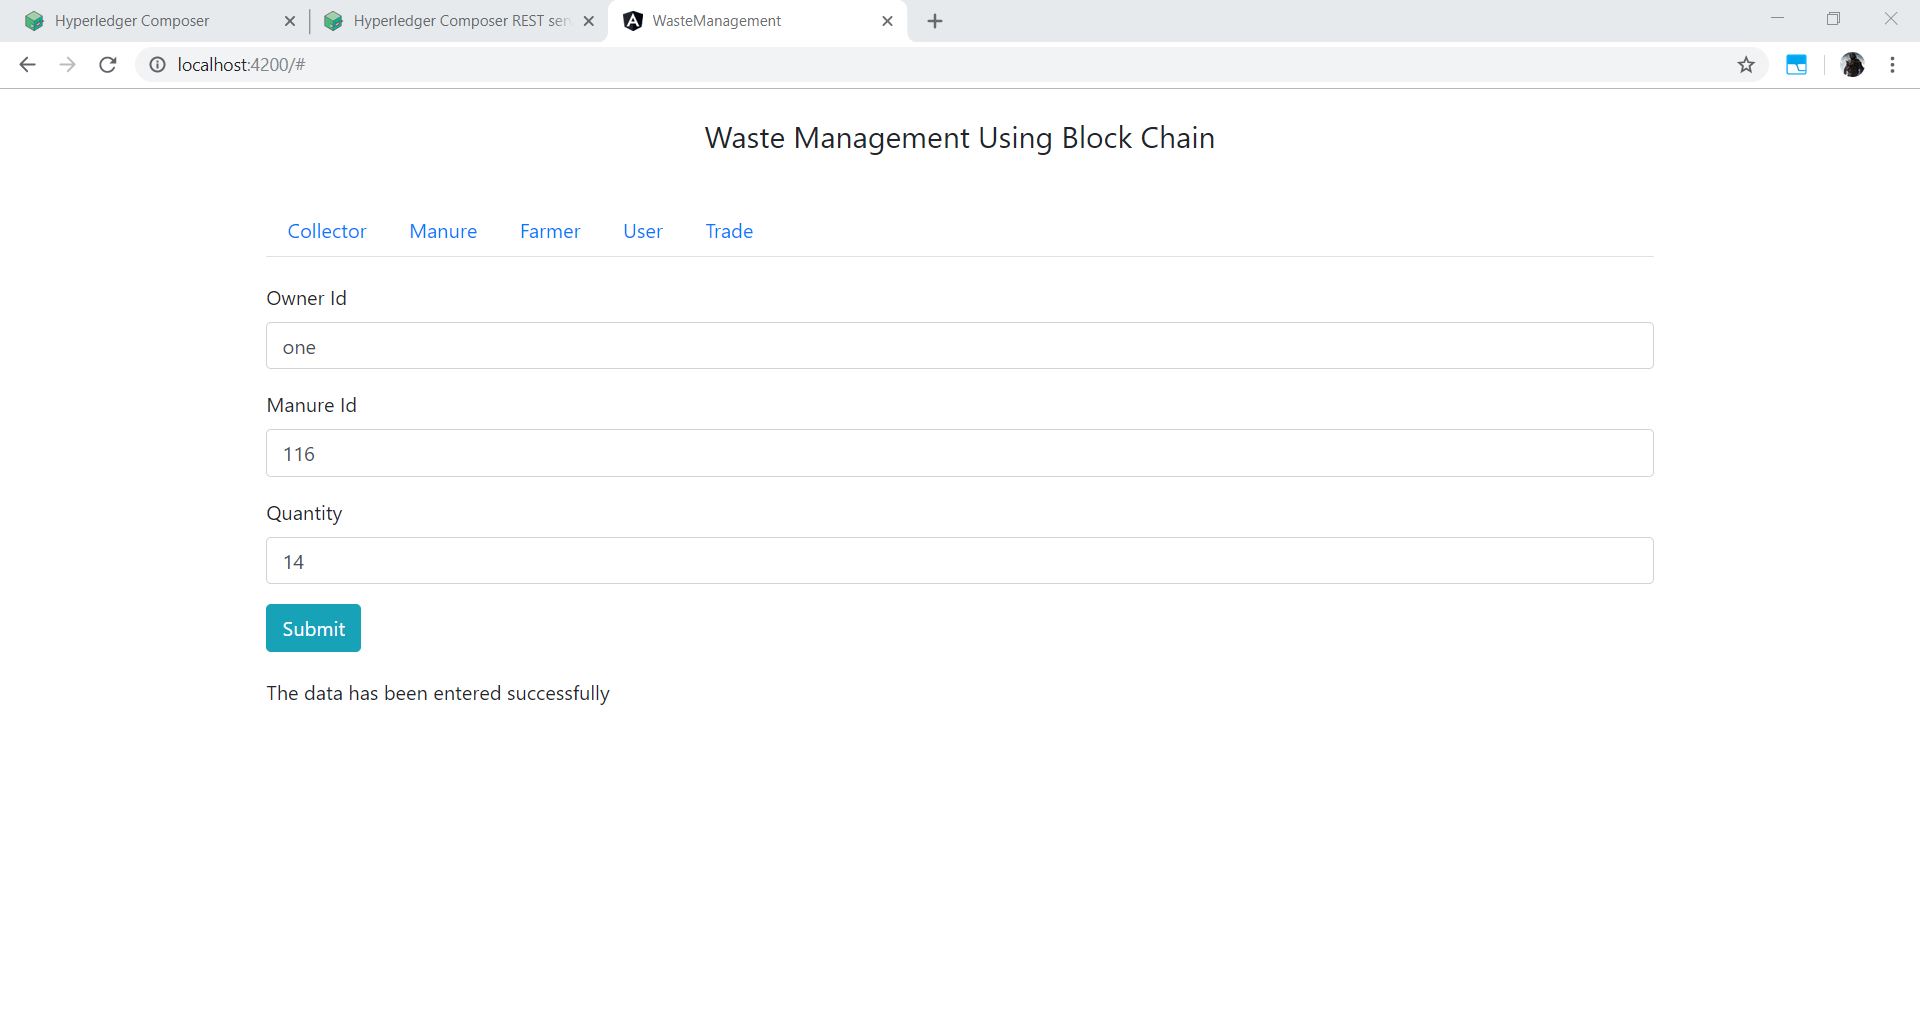 Hyperledger Composer
Hyperledger Composer REST ser
WasteManagement
localhost:4200/#
Waste Management Using Block Chain
Collector Manure Farmer User Trade
Owner Id
one
Manure Id
116
Quantity
14
Submit
The data has been entered successfully